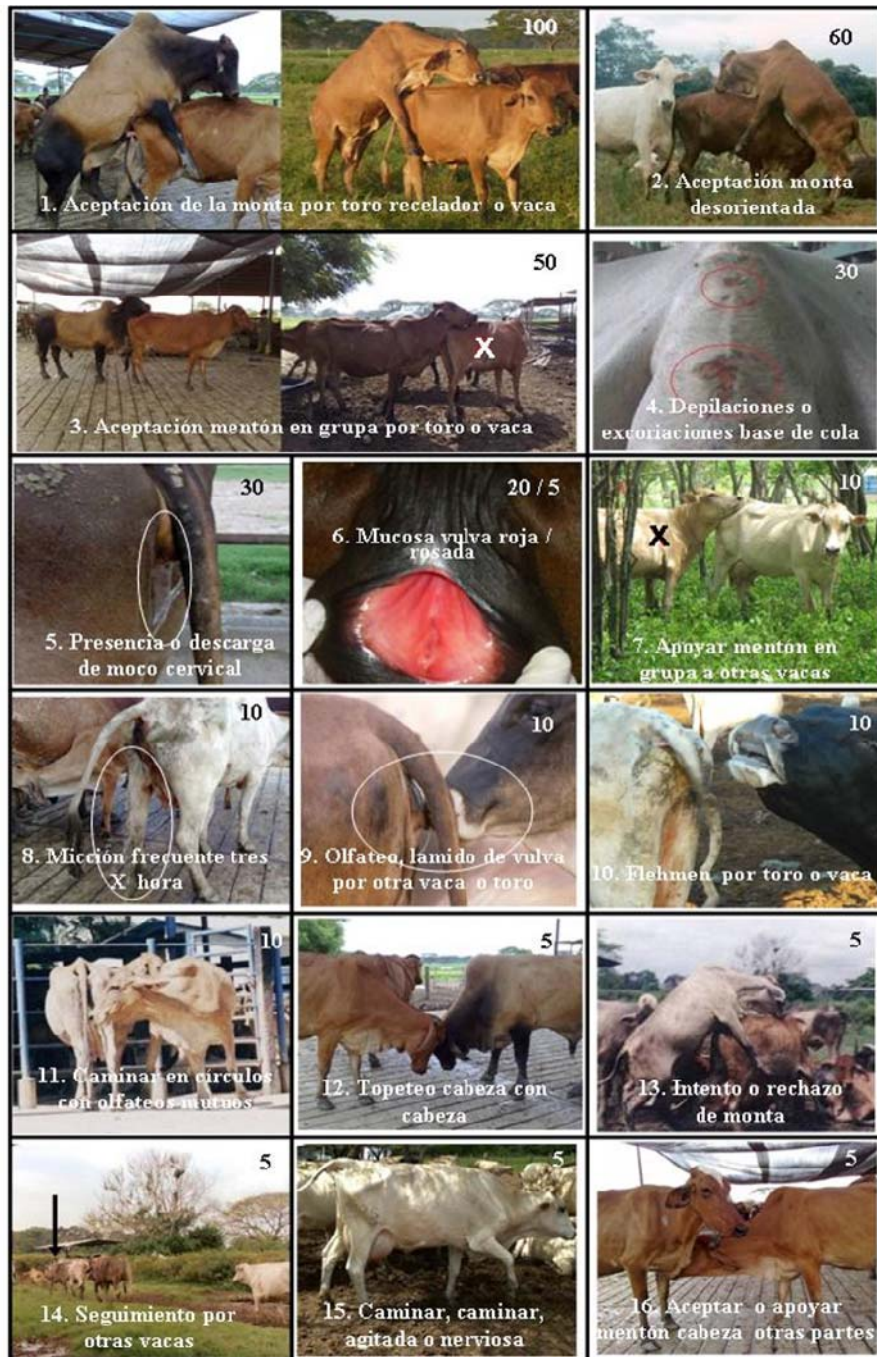 100
1. Aceptación de la monta por toro recelador o vaca
60
2. Aceptación monta
desorientada
50
X
3. Aceptación mentón en grupa por toro o vaca
30
4. Depilaciones o
excoriaciones base de cola
30
5. Presencia o descarga
de moco cervical
20 / 5
6. Mucosa vulva roja /
rosada
10
X
7. Apoyar mentón en
grupa a otras vacas
10
8. Micción frecuente tres
X hora
10
9. Olfateo, lamido de vulva
por otra vaca o toro
10
10. Flehmen por toro o vaca
10
11. Caminar en círculos
con olfateos mutuos
5
12. Topeteo cabeza con
cabeza
5
13. Intento o rechazo
de monta
5
14. Seguimiento por
otras vacas
5
15. Caminar, caminar,
agitada o nerviosa
5
16. Aceptar o apoyar
mentón cabeza otras partes